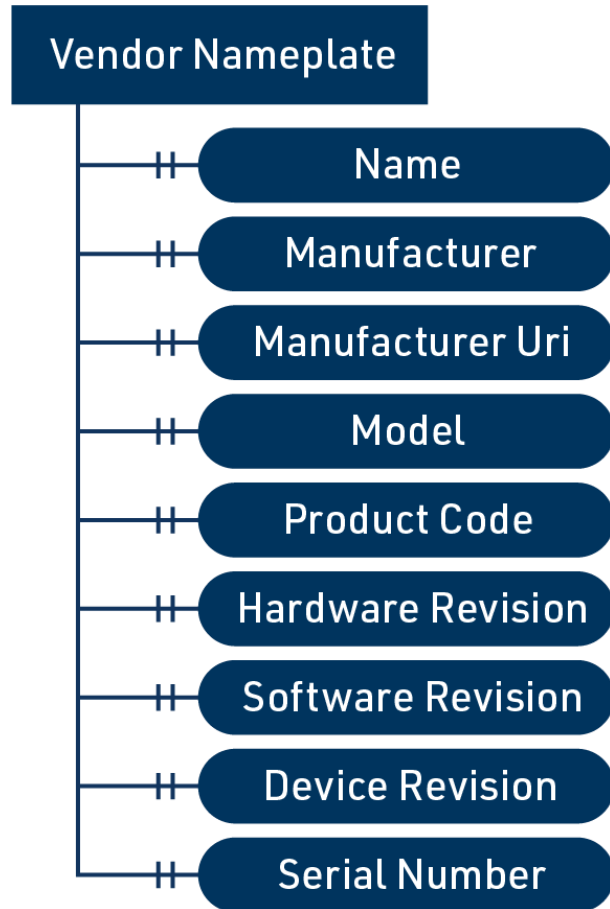 Vendor Nameplate
Name
Manufacturer
Manufacturer Uri
Model
Product Code
Hardware Revision
Software Revision
Device Revision
Serial Number